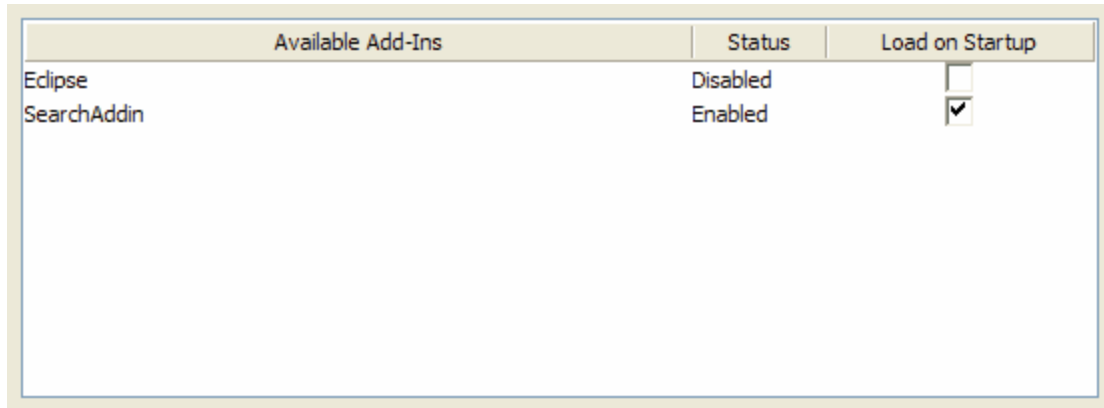 Available Add-Ins Status Load on Startup
Eclipse Disabled
SearchAddin Enabled